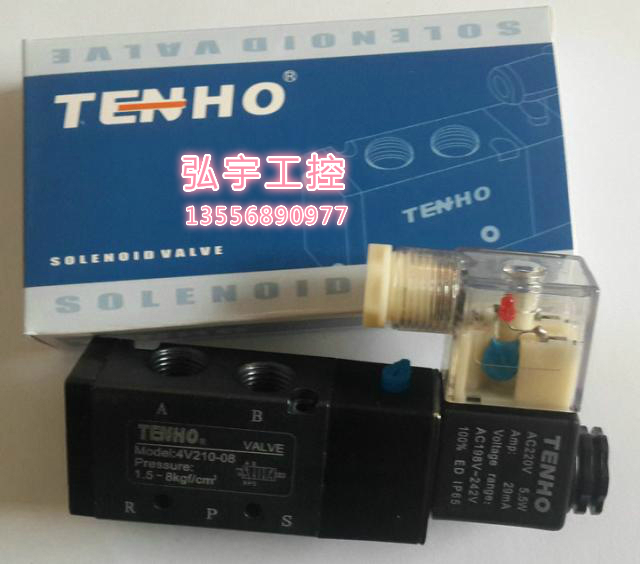 SOLENOID VALVE
TENHO®
弘宇工控
13556890977
TENHO
SOLENOID VALVE
SOLENOID
A
B
TENHO®
VALVE
Model:4V210-08
Pressure:
1.5~8kgf/cm²
R
P
S
TENHO
AC220V 5.5W
Amp: 29mA
Voltage range:
AC198V-242V
100% ED IP65